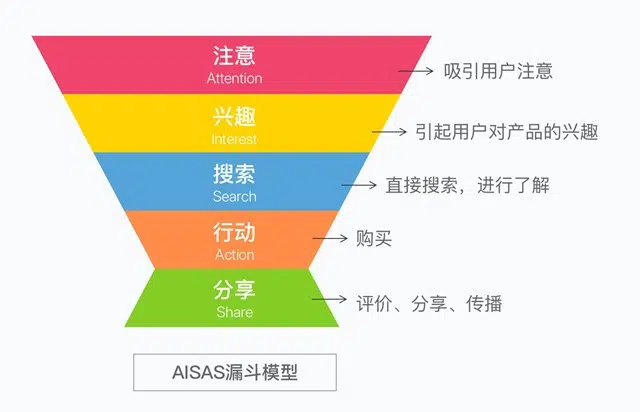 注意
Attention
吸引用户注意
兴趣
Interest
引起用户对产品的兴趣
搜索
Search
直接搜索，进行了解
行动
Action
购买
分享
Share
评价、分享、传播
AISAS漏斗模型